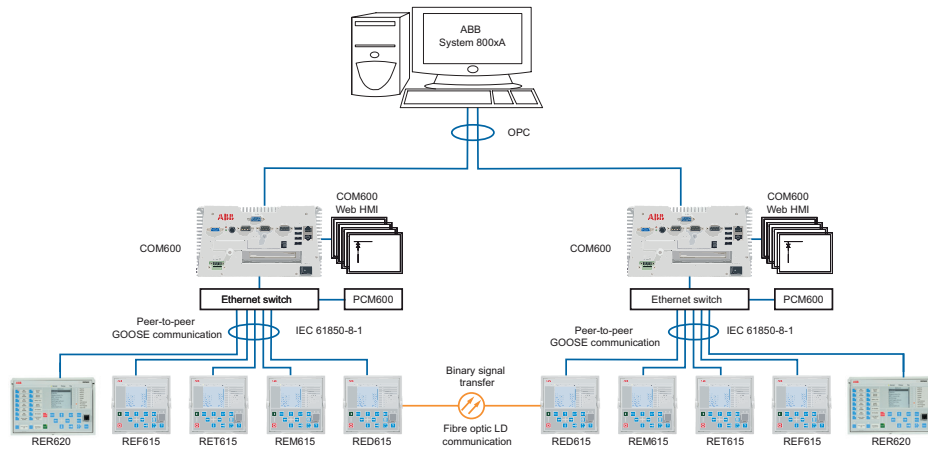 ABB
System 800xA
OPC
COM600
Web HMI
COM600
Web HMI
ABB
ABB
COM600
COM600
Ethernet switch
PCM600
Ethernet switch
PCM600
Peer-to-peer
GOOSE communication
IEC 61850-8-1
Peer-to-peer
GOOSE communication
IEC 61850-8-1
Binary signal
transfer
Fibre optic LD
communication
RER620
REF615
RET615
REM615
RED615
RED615
REM615
RET615
REF615
RER620